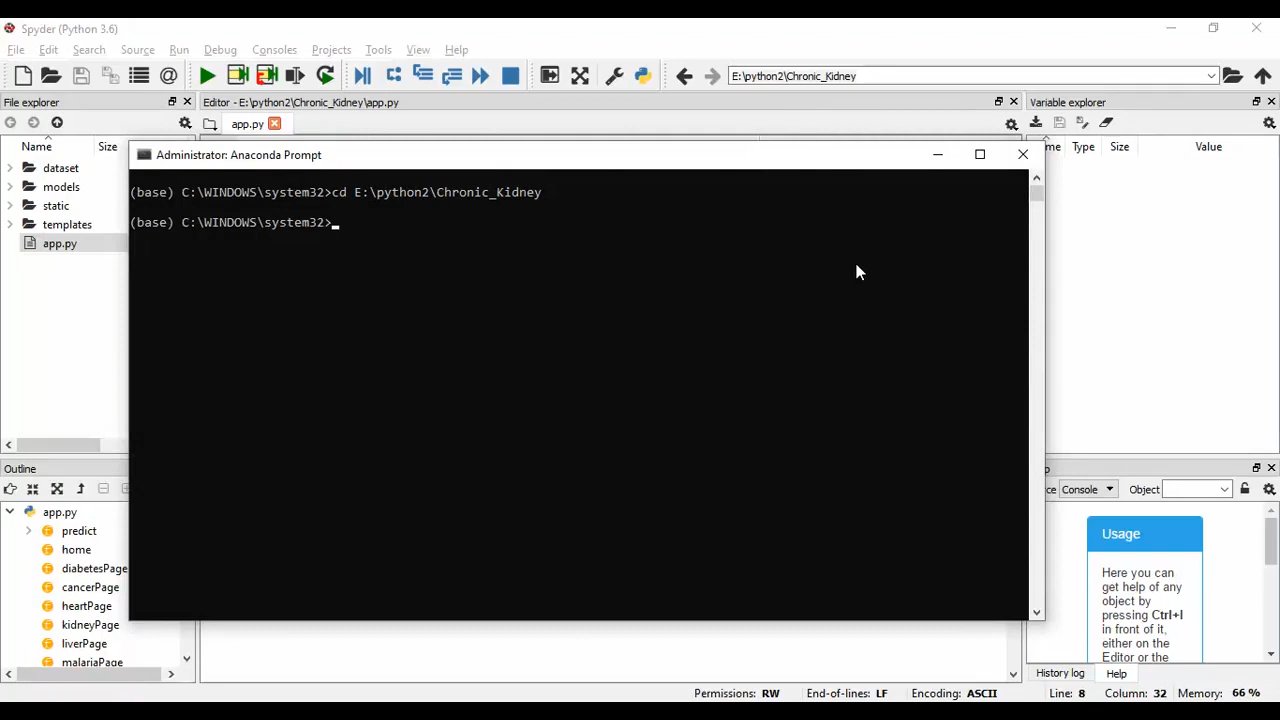 Spyder (Python 3.6)
File Edit Search Source Run Debug Consoles Projects Tools View Help
E:\python2\Chronic_Kidney
File explorer
Editor - E:\python2\Chronic_Kidney\app.py
Variable explorer
app.py
Name Size
me Type Size Value
dataset
models
static
templates
app.py
Administrator: Anaconda Prompt
(base) C:\WINDOWS\system32>cd E:\python2\Chronic_Kidney
(base) C:\WINDOWS\system32>
Outline
p
app.py
predict
home
diabetesPage
cancerPage
heartPage
kidneyPage
liverPage
malariaPage
ce Console Object
Usage
Here you can
get help of any
object by
pressing Ctrl+I
in front of it,
either on the
Editor or the
History log Help
Permissions: RW End-of-lines: LF Encoding: ASCII Line: 8 Column: 32 Memory: 66 %